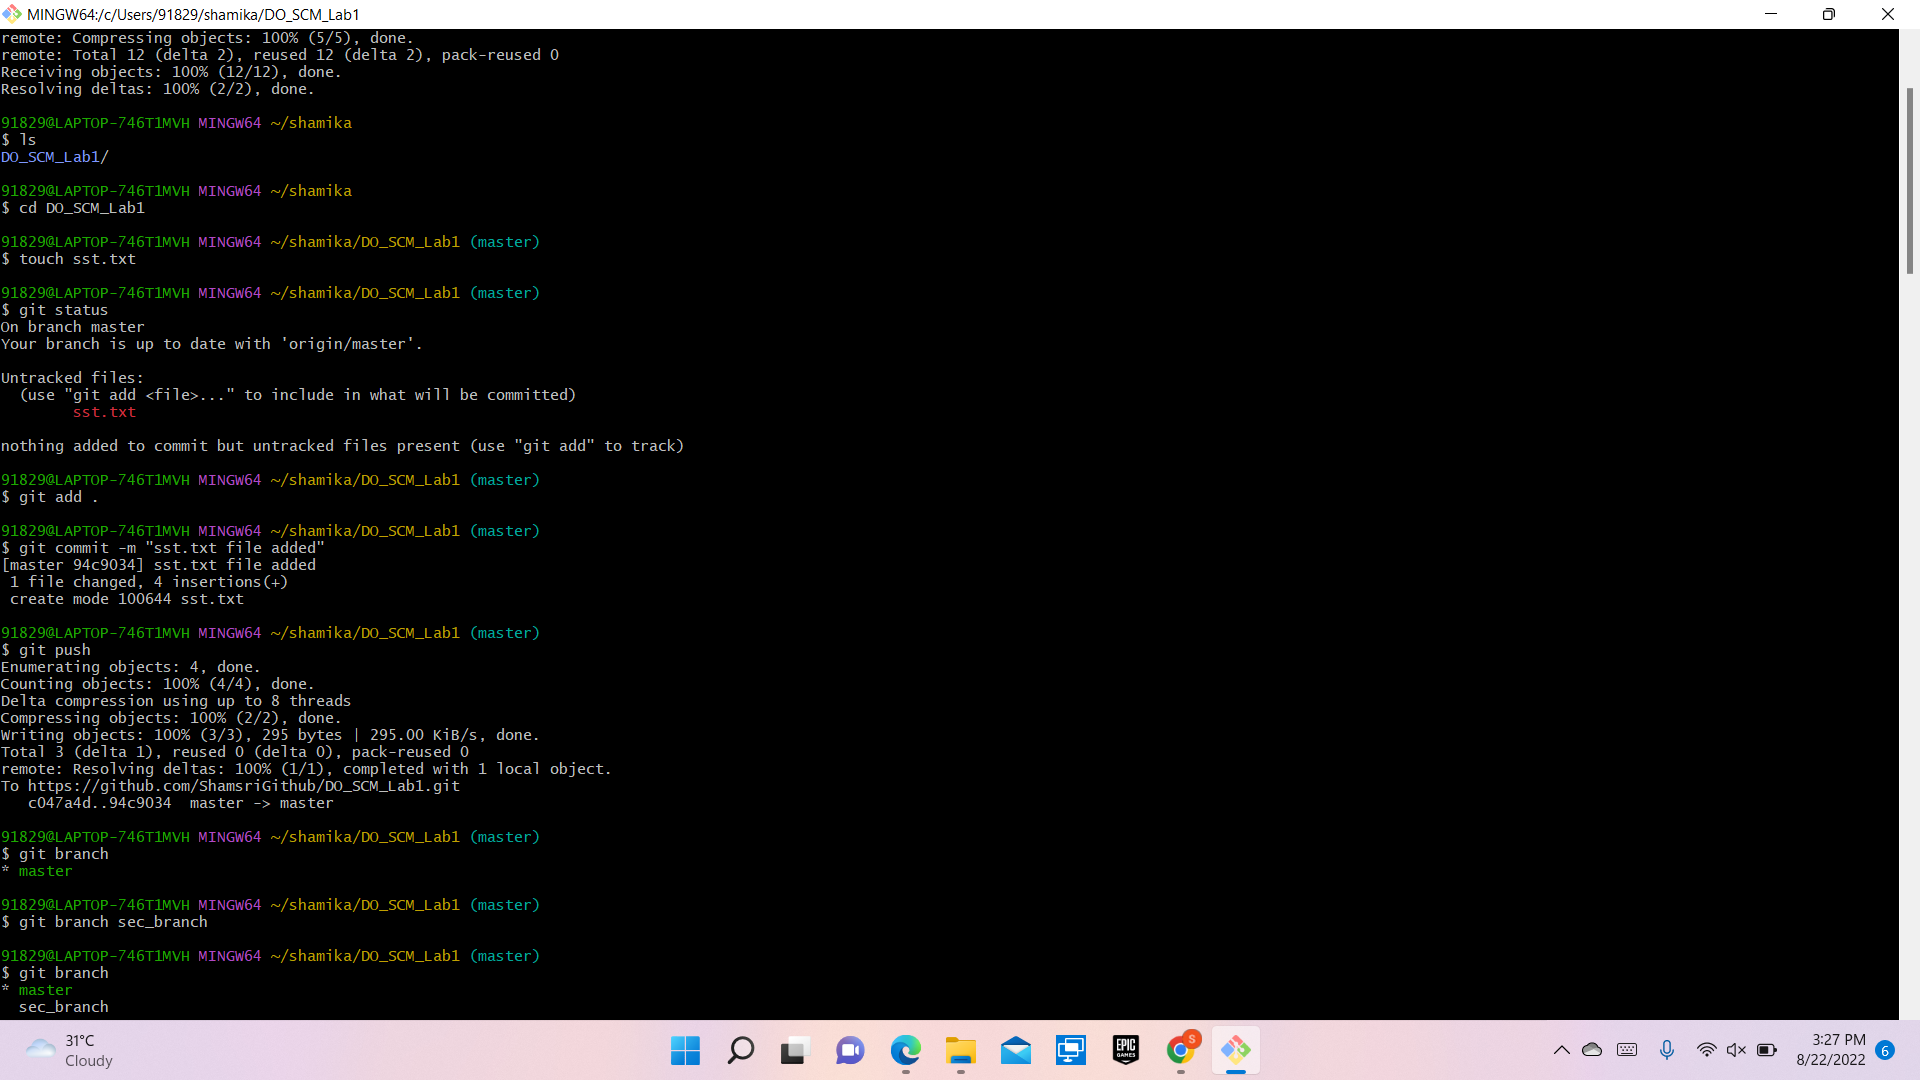 MINGW64:/c/Users/91829/shamika/DO_SCM_Lab1
remote: Compressing objects: 100% (5/5), done.
remote: Total 12 (delta 2), reused 12 (delta 2), pack-reused 0
Receiving objects: 100% (12/12), done.
Resolving deltas: 100% (2/2), done.
91829@LAPTOP-746T1MVH MINGW64 ~/shamika
$ ls
DO_SCM_Lab1/
91829@LAPTOP-746T1MVH MINGW64 ~/shamika
$ cd DO_SCM_Lab1
91829@LAPTOP-746T1MVH MINGW64 ~/shamika/DO_SCM_Lab1 (master)
$ touch sst.txt
91829@LAPTOP-746T1MVH MINGW64 ~/shamika/DO_SCM_Lab1 (master)
$ git status
On branch master
Your branch is up to date with 'origin/master'.
Untracked files:
  (use "git add <file>..." to include in what will be committed)
        sst.txt
nothing added to commit but untracked files present (use "git add" to track)
91829@LAPTOP-746T1MVH MINGW64 ~/shamika/DO_SCM_Lab1 (master)
$ git add .
91829@LAPTOP-746T1MVH MINGW64 ~/shamika/DO_SCM_Lab1 (master)
$ git commit -m "sst.txt file added"
[master 94c9034] sst.txt file added
 1 file changed, 4 insertions(+)
 create mode 100644 sst.txt
91829@LAPTOP-746T1MVH MINGW64 ~/shamika/DO_SCM_Lab1 (master)
$ git push
Enumerating objects: 4, done.
Counting objects: 100% (4/4), done.
Delta compression using up to 8 threads
Compressing objects: 100% (2/2), done.
Writing objects: 100% (3/3), 295 bytes | 295.00 KiB/s, done.
Total 3 (delta 1), reused 0 (delta 0), pack-reused 0
remote: Resolving deltas: 100% (1/1), completed with 1 local object.
To https://github.com/ShamsriGithub/DO_SCM_Lab1.git
   c047a4d..94c9034  master -> master
91829@LAPTOP-746T1MVH MINGW64 ~/shamika/DO_SCM_Lab1 (master)
$ git branch
* master
91829@LAPTOP-746T1MVH MINGW64 ~/shamika/DO_SCM_Lab1 (master)
$ git branch sec_branch
91829@LAPTOP-746T1MVH MINGW64 ~/shamika/DO_SCM_Lab1 (master)
$ git branch
* master
  sec_branch
31°C
Cloudy
EPIC
GAMES
S
3:27 PM
8/22/2022
6